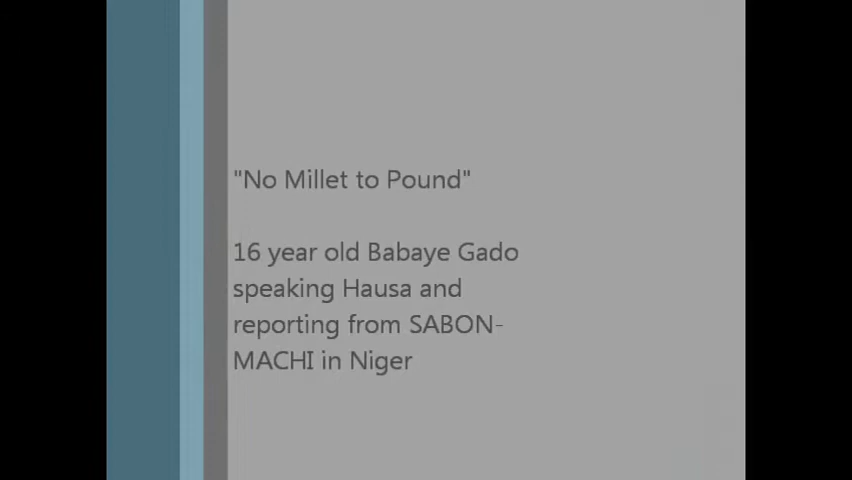 "No Millet to Pound"
16 year old Babaye Gado
speaking Hausa and
reporting from SABON-
MACHI in Niger